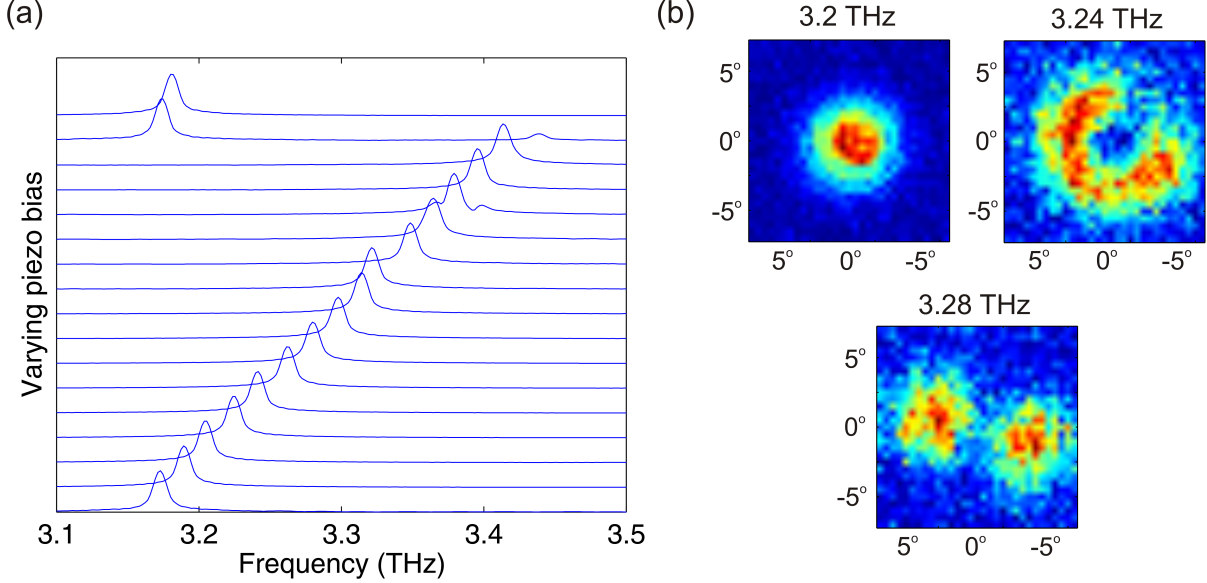 (a)
Varying piezo bias
3.1 3.2 3.3 3.4 3.5
Frequency (THz)
(b)
3.2 THz
5°
0°
-5°
5° 0° -5°
3.24 THz
5°
0°
-5°
5° 0° -5°
3.28 THz
5°
0°
-5°
5° 0° -5°